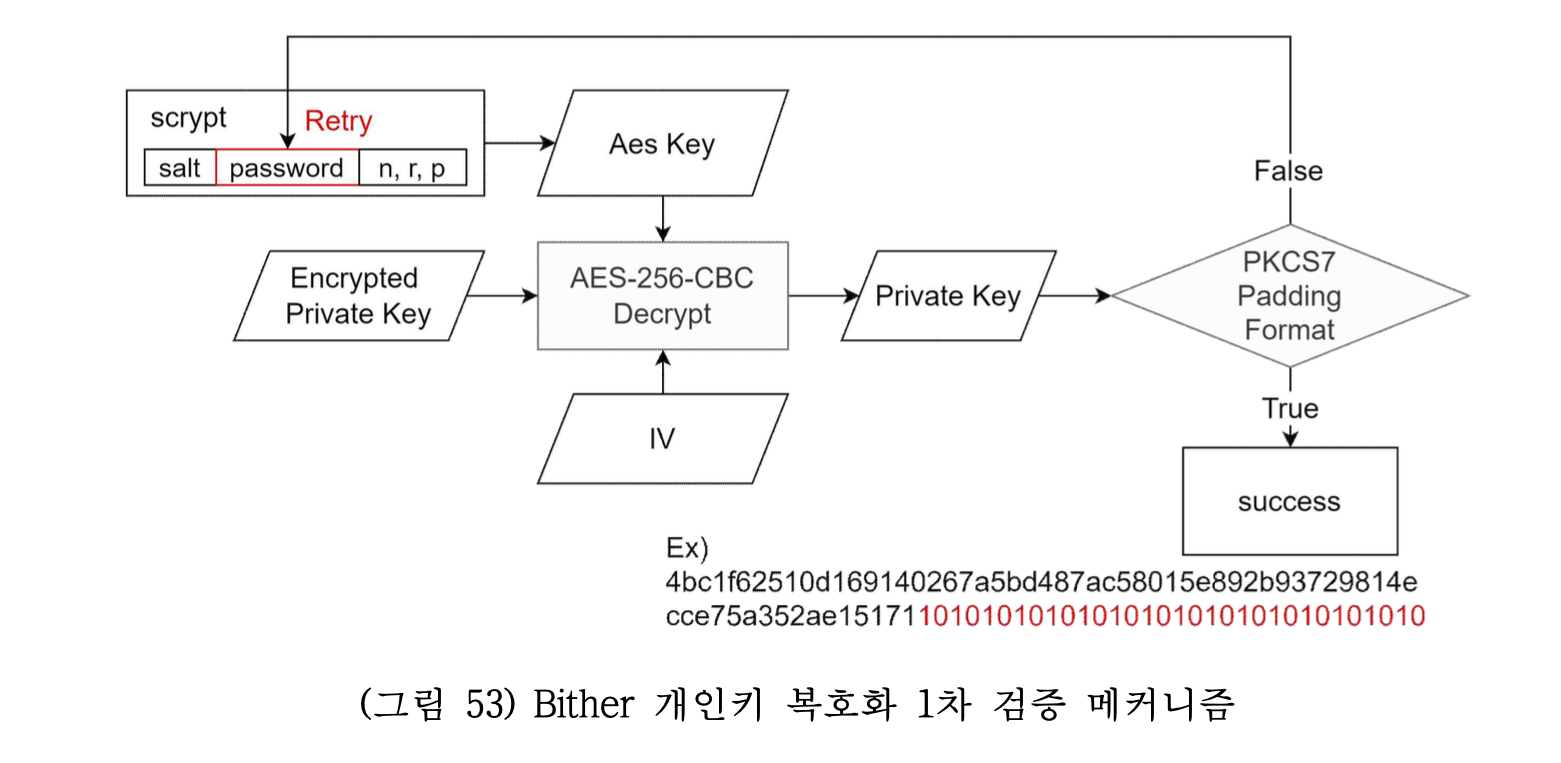 scrypt
Retry
salt
password
n, r, p
Aes Key
False
Encrypted
Private Key
AES-256-CBC
Decrypt
Private Key
PKCS7
Padding
Format
IV
True
success
Ex)
4bc1f62510d169140267a5bd487ac58015e892b93729814e
cce75a352ae1517110101010101010101010101010101010
(그림 53) Bither 개인키 복호화 1차 검증 메커니즘